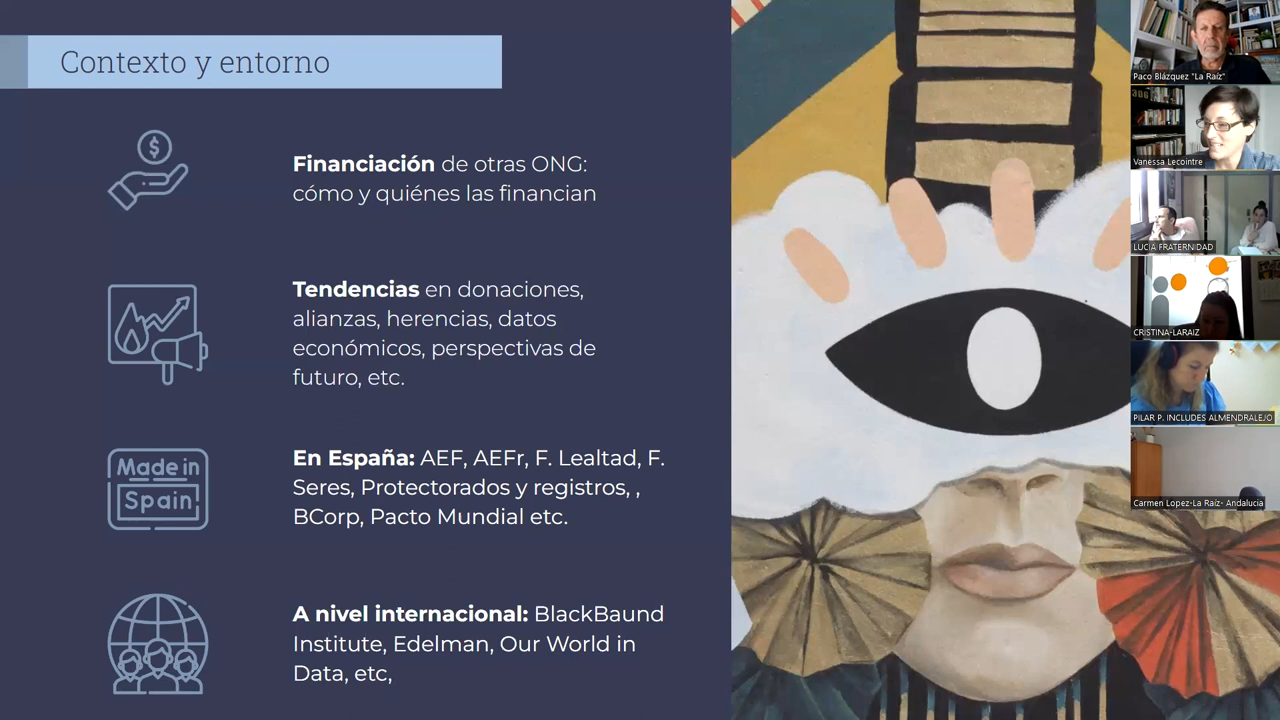 Contexto y entorno
$
Financiación de otras ONG:
cómo y quiénes las financian
Tendencias en donaciones,
alianzas, herencias, datos
económicos, perspectivas de
futuro, etc.
Made in
Spain
En España: AEF, AEFr, F. Lealtad, F.
Seres, Protectorados y registros, ,
BCorp, Pacto Mundial etc.
A nivel internacional: BlackBaund
Institute, Edelman, Our World in
Data, etc,
Paco Blázquez "La Raíz"
Vanessa Lecointre
LUCIA FRATERNIDAD
CRISTINA-LARAIZ
PILAR P. INCLUDES ALMENDRALEJO
Carmen Lopez-La Raíz- Andalucia